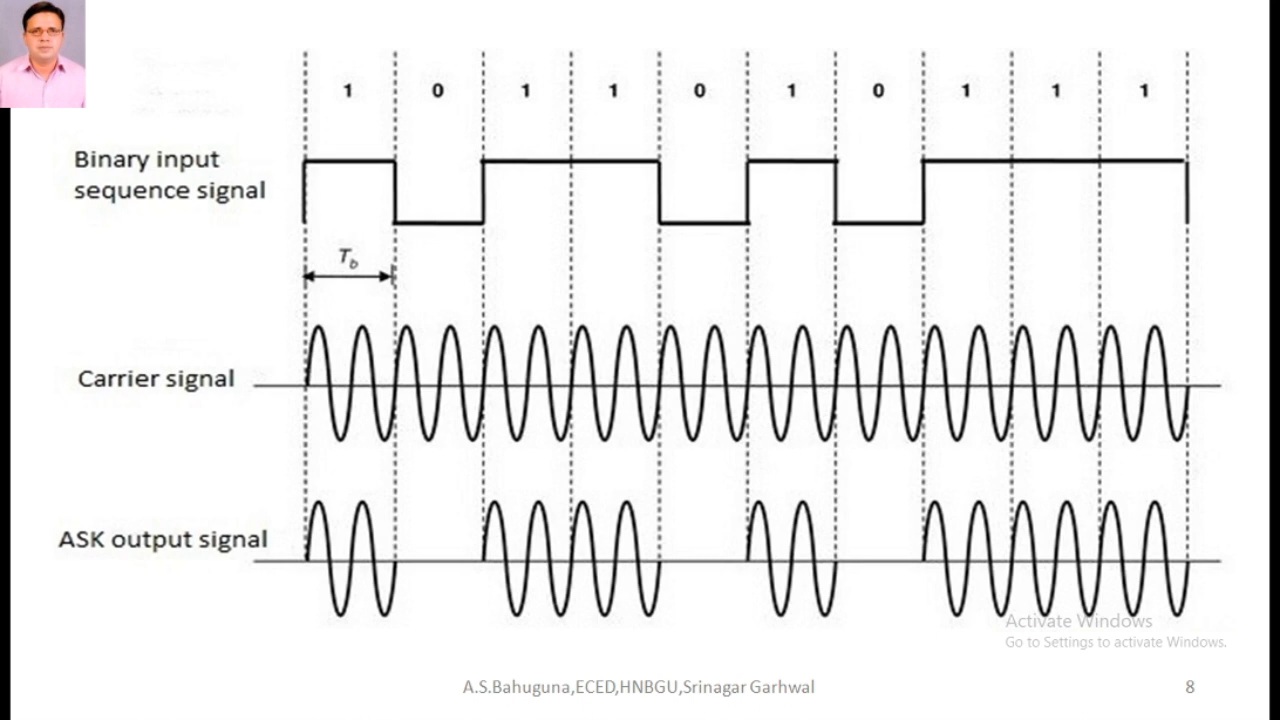 1 0 1 1 0 1 0 1 1 1
Binary input
sequence signal
T_b
Carrier signal
ASK output signal
Activate Windows
Go to Settings to activate Windows.
A.S.Bahuguna,ECED,HNBGU,Srinagar Garhwal
8